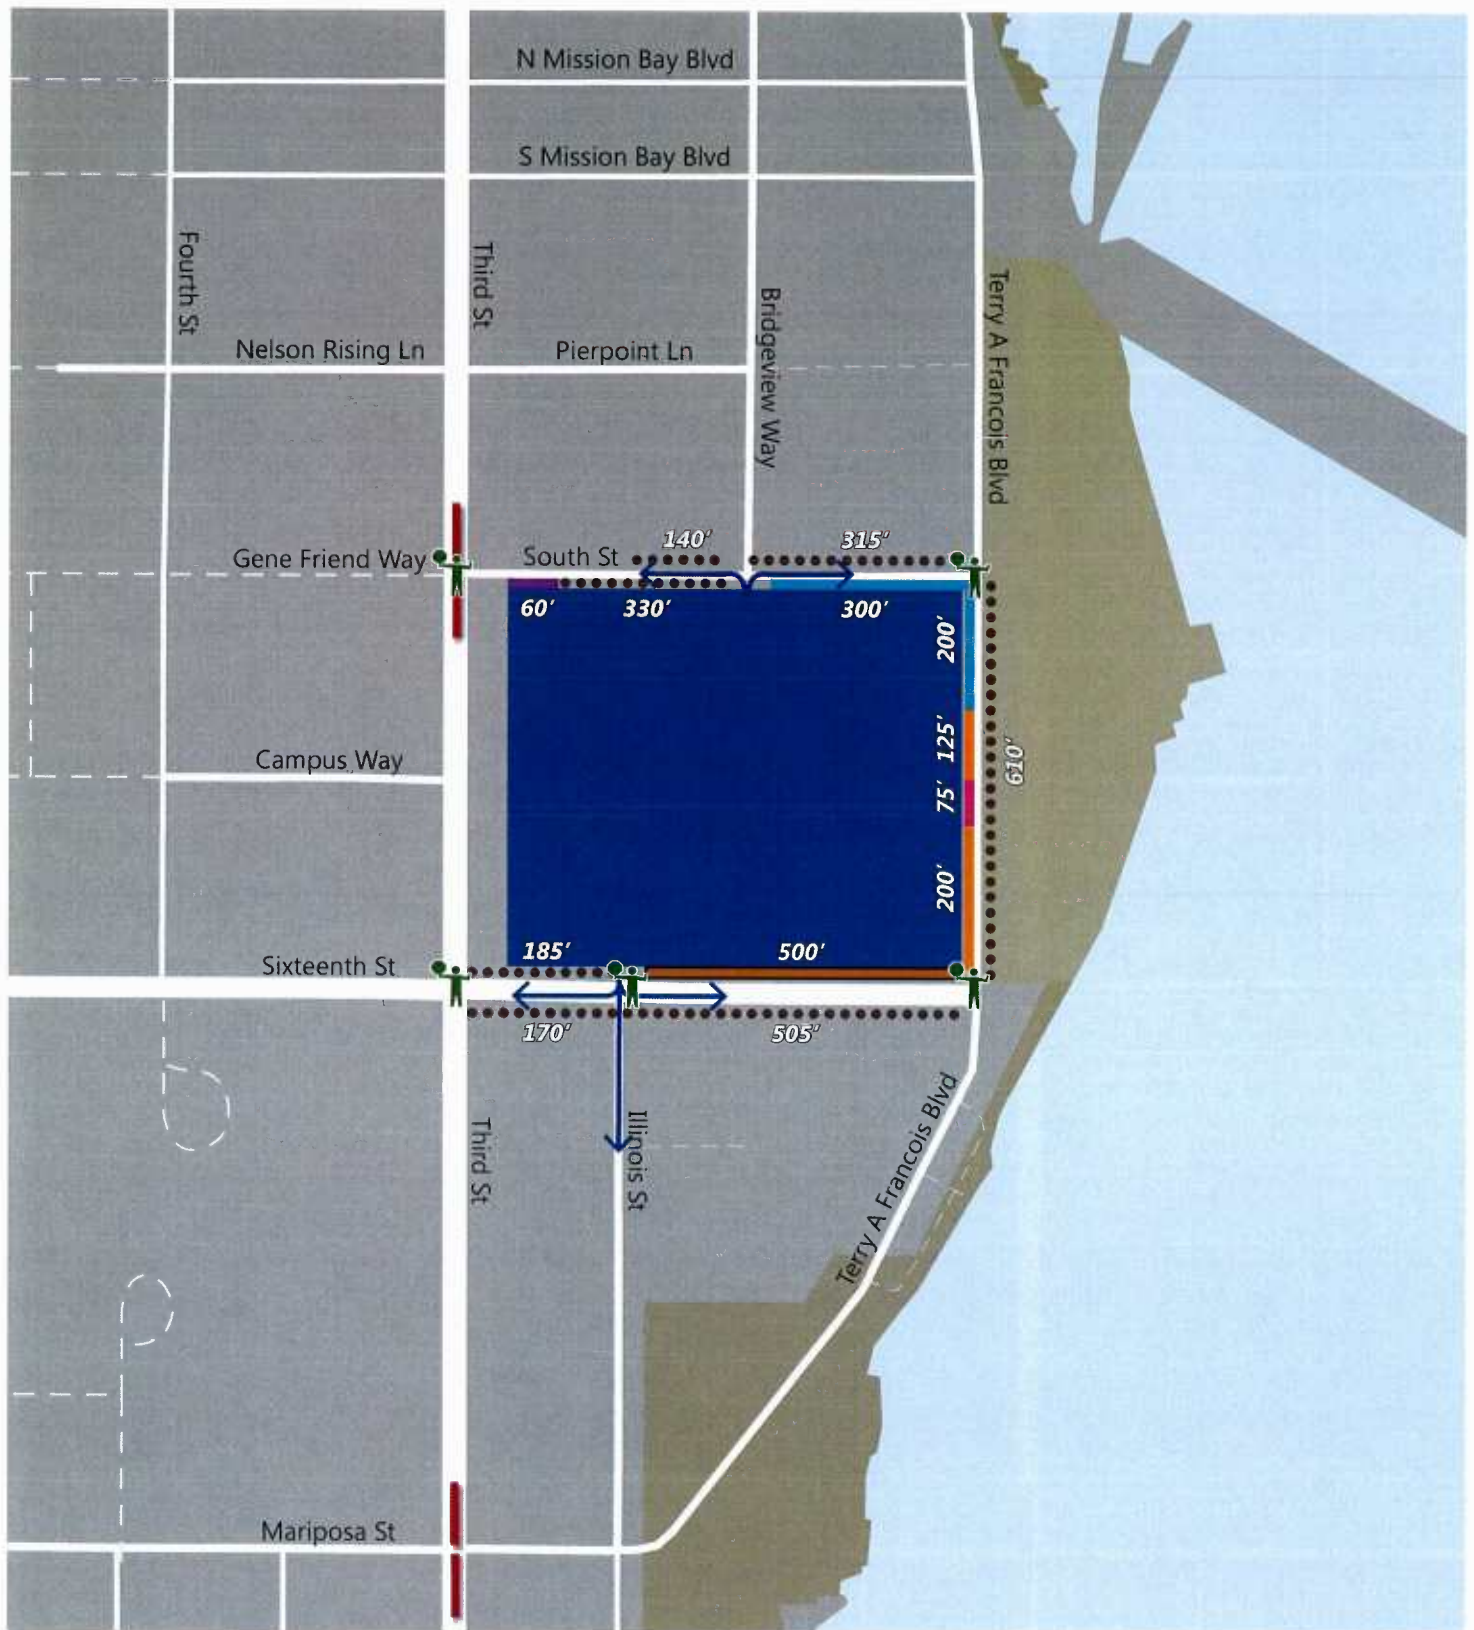 N Mission Bay Blvd
S Mission Bay Blvd
Fourth St
Third St
Bridgeview Way
Terry A Francois Blvd
Nelson Rising Ln
Pierpoint Ln
Gene Friend Way
South St
140'
315'
60'
330'
300'
200'
125'
75'
200'
610'
Campus Way
185'
500'
Sixteenth St
170'
505'
Third St
Illinois St
Terry A Francois Blvd
Mariposa St